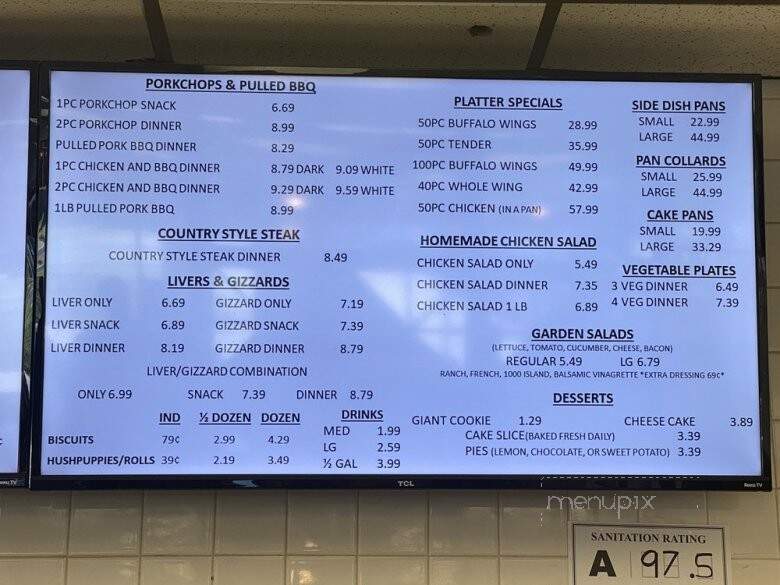 PORKCHOPS & PULLED BBQ
1PC PORKCHOP SNACK 6.69
2PC PORKCHOP DINNER 8.99
PULLED PORK BBQ DINNER 8.29
1PC CHICKEN AND BBQ DINNER 8.79 DARK 9.09 WHITE
2PC CHICKEN AND BBQ DINNER 9.29 DARK 9.59 WHITE
1LB PULLED PORK BBQ 8.99
COUNTRY STYLE STEAK
COUNTRY STYLE STEAK DINNER 8.49
LIVERS & GIZZARDS
LIVER ONLY 6.69 GIZZARD ONLY 7.19
LIVER SNACK 6.89 GIZZARD SNACK 7.39
LIVER DINNER 8.19 GIZZARD DINNER 8.79
LIVER/GIZZARD COMBINATION
ONLY 6.99 SNACK 7.39 DINNER 8.79
IND ½ DOZEN DOZEN
BISCUITS 79¢ 2.99 4.29
HUSHPUPPIES/ROLLS 39¢ 2.19 3.49
DRINKS
MED 1.99
LG 2.59
½ GAL 3.99
PLATTER SPECIALS
50PC BUFFALO WINGS 28.99
50PC TENDER 35.99
100PC BUFFALO WINGS 49.99
40PC WHOLE WING 42.99
50PC CHICKEN (IN A PAN) 57.99
HOMEMADE CHICKEN SALAD
CHICKEN SALAD ONLY 5.49
CHICKEN SALAD DINNER 7.35
CHICKEN SALAD 1 LB 6.89
SIDE DISH PANS
SMALL 22.99
LARGE 44.99
PAN COLLARDS
SMALL 25.99
LARGE 44.99
CAKE PANS
SMALL 19.99
LARGE 33.29
VEGETABLE PLATES
3 VEG DINNER 6.49
4 VEG DINNER 7.39
GARDEN SALADS
(LETTUCE, TOMATO, CUCUMBER, CHEESE, BACON)
REGULAR 5.49 LG 6.79
RANCH, FRENCH, 1000 ISLAND, BALSAMIC VINAGRETTE *EXTRA DRESSING 69¢*
DESSERTS
GIANT COOKIE 1.29 CHEESE CAKE 3.89
CAKE SLICE(BAKED FRESH DAILY) 3.39
PIES (LEMON, CHOCOLATE, OR SWEET POTATO) 3.39
TCL
Roku TV
menupix
SANITATION RATING
A 97.5